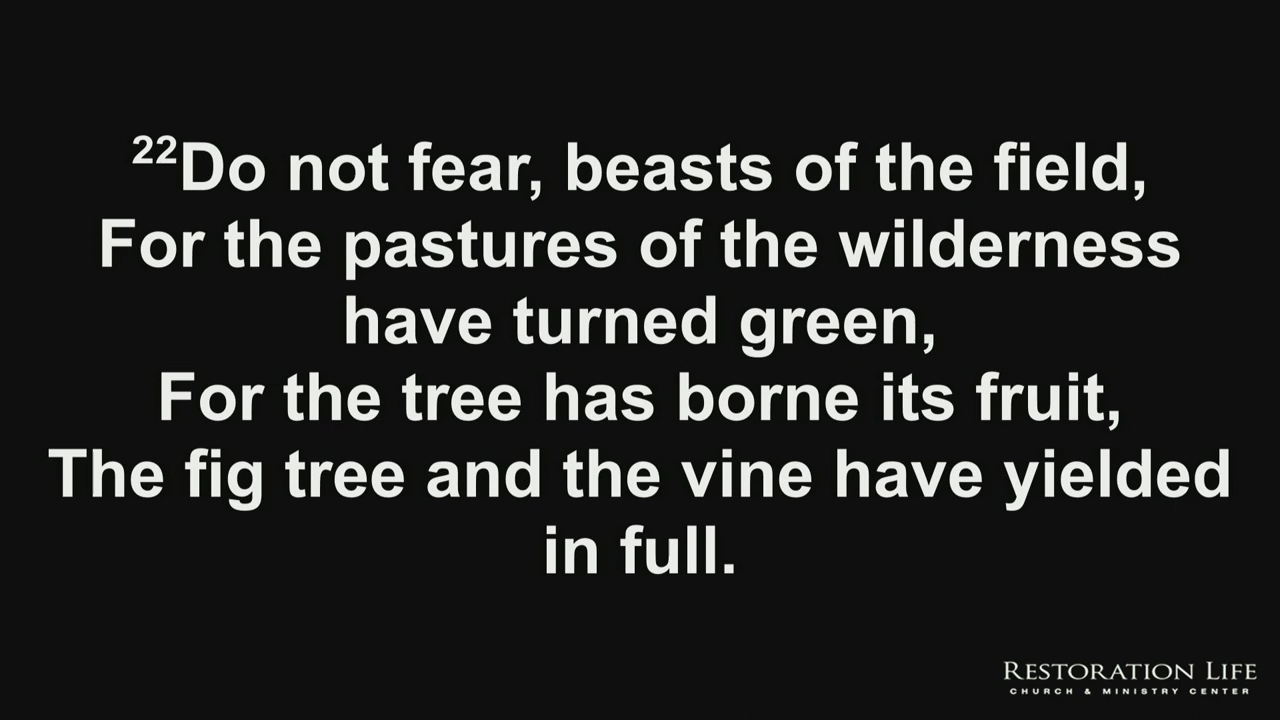 22Do not fear, beasts of the field,
For the pastures of the wilderness
have turned green,
For the tree has borne its fruit,
The fig tree and the vine have yielded
in full.
RESTORATION LIFE
CHURCH & MINISTRY CENTER